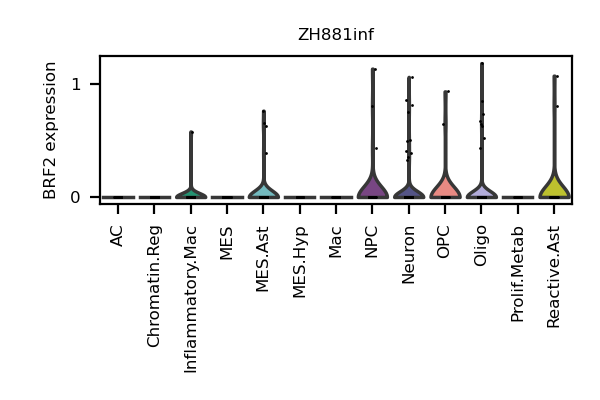 ZH881inf
BRF2 expression
1
0
AC
Chromatin.Reg
Inflammatory.Mac
MES
MES.Ast
MES.Hyp
Mac
NPC
Neuron
OPC
Oligo
Prolif.Metab
Reactive.Ast